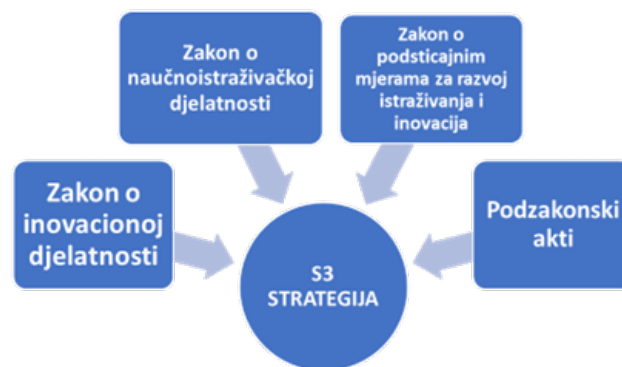 Zakon o
naučnoistraživačkoj
djelatnosti
Zakon o
podsticajnim
mjerama za razvoj
istraživanja i
inovacija
Zakon o
inovacionoj
djelatnosti
Podzakonski
akti
S3
STRATEGIJA